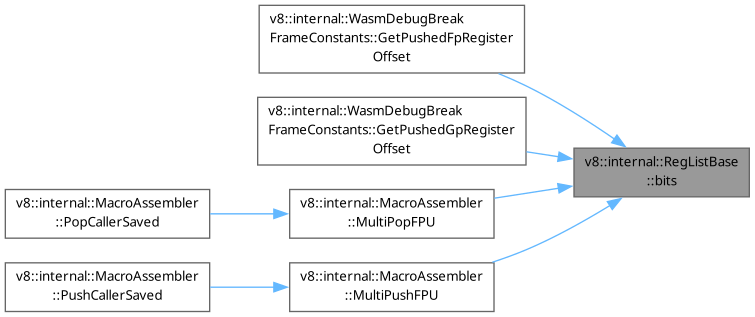 v8::internal::WasmDebugBreak
FrameConstants::GetPushedFpRegister
Offset
v8::internal::WasmDebugBreak
FrameConstants::GetPushedGpRegister
Offset
v8::internal::RegListBase
::bits
v8::internal::MacroAssembler
::PopCallerSaved
v8::internal::MacroAssembler
::MultiPopFPU
v8::internal::MacroAssembler
::PushCallerSaved
v8::internal::MacroAssembler
::MultiPushFPU